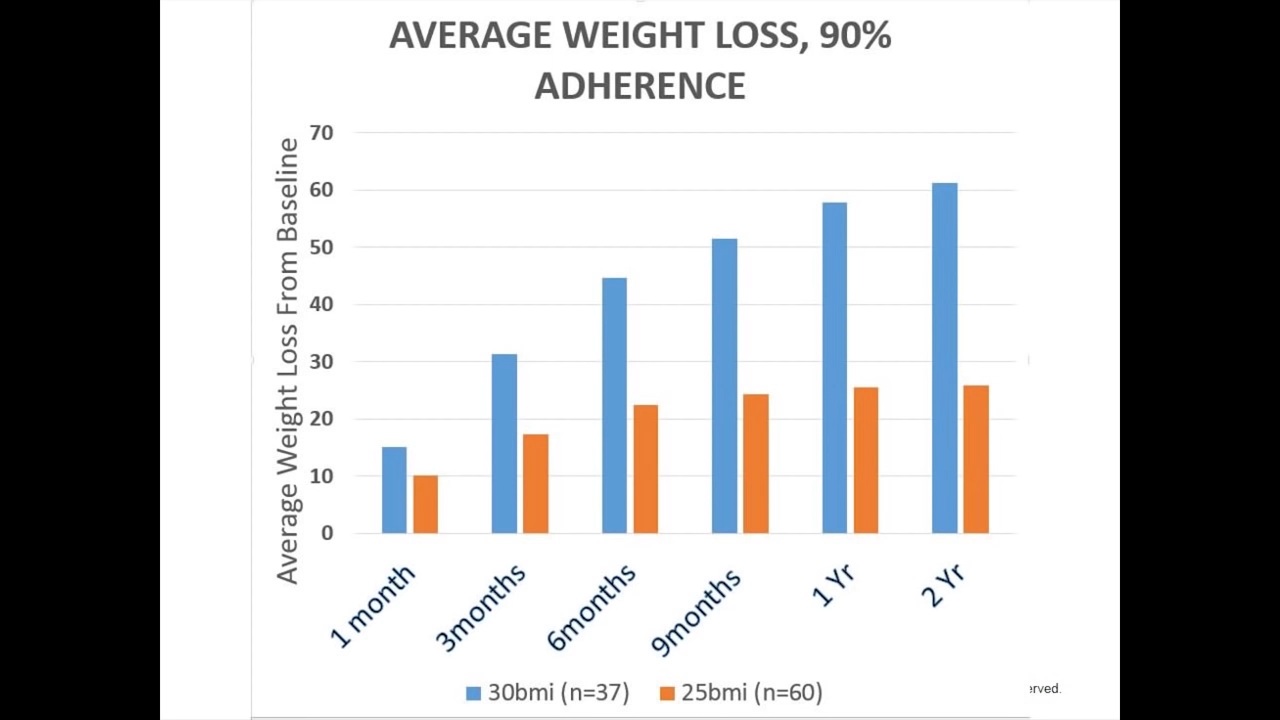 AVERAGE WEIGHT LOSS, 90%
ADHERENCE
Average Weight Loss From Baseline
70
60
50
40
30
20
10
0
1 month
3months
6months
9months
1 Yr
2 Yr
30bmi (n=37)
25bmi (n=60)
erved.